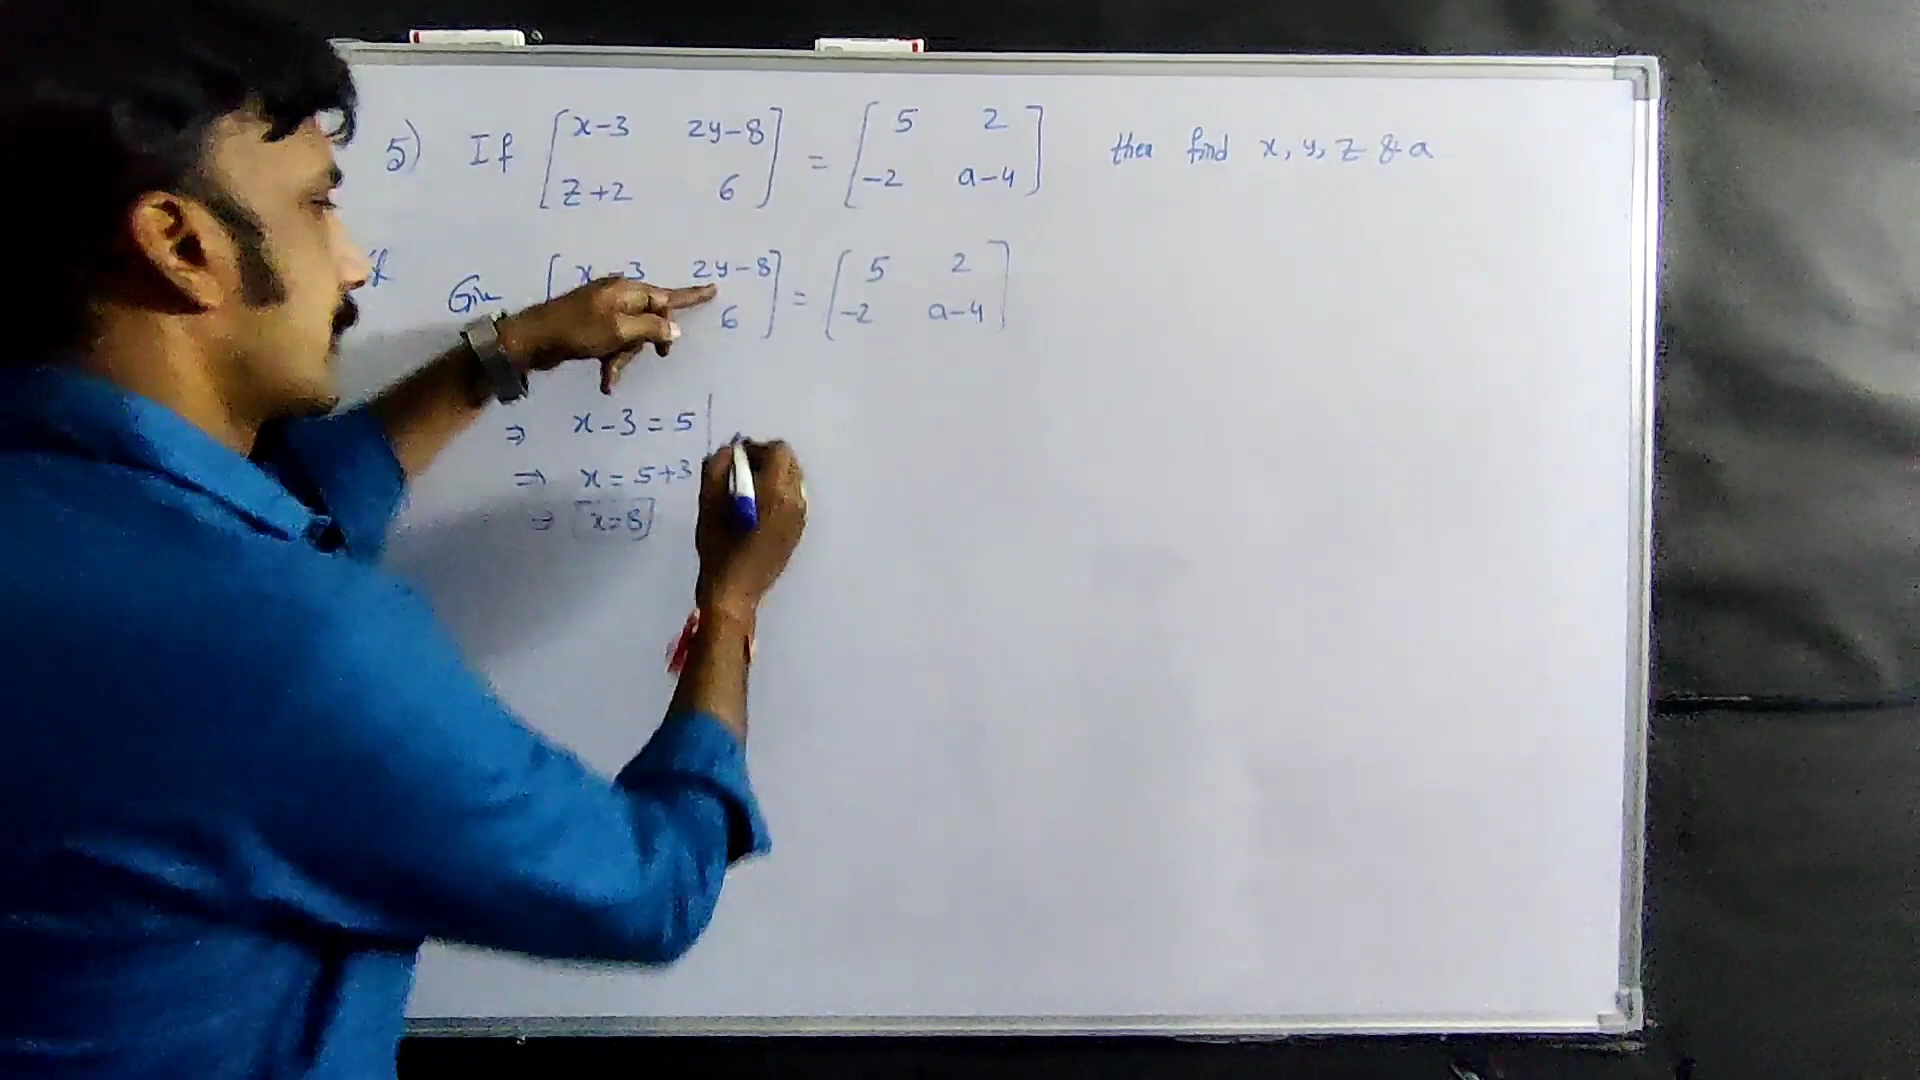 5) If [x-3 2y-8] = [5 2] then find x, y, z & a
[z+2 6] [-2 a-4]
Given [x-3 2y-8] = [5 2]
6] [-2 a-4]
⇒ x-3=5
⇒ x=5+3
⇒ x=8